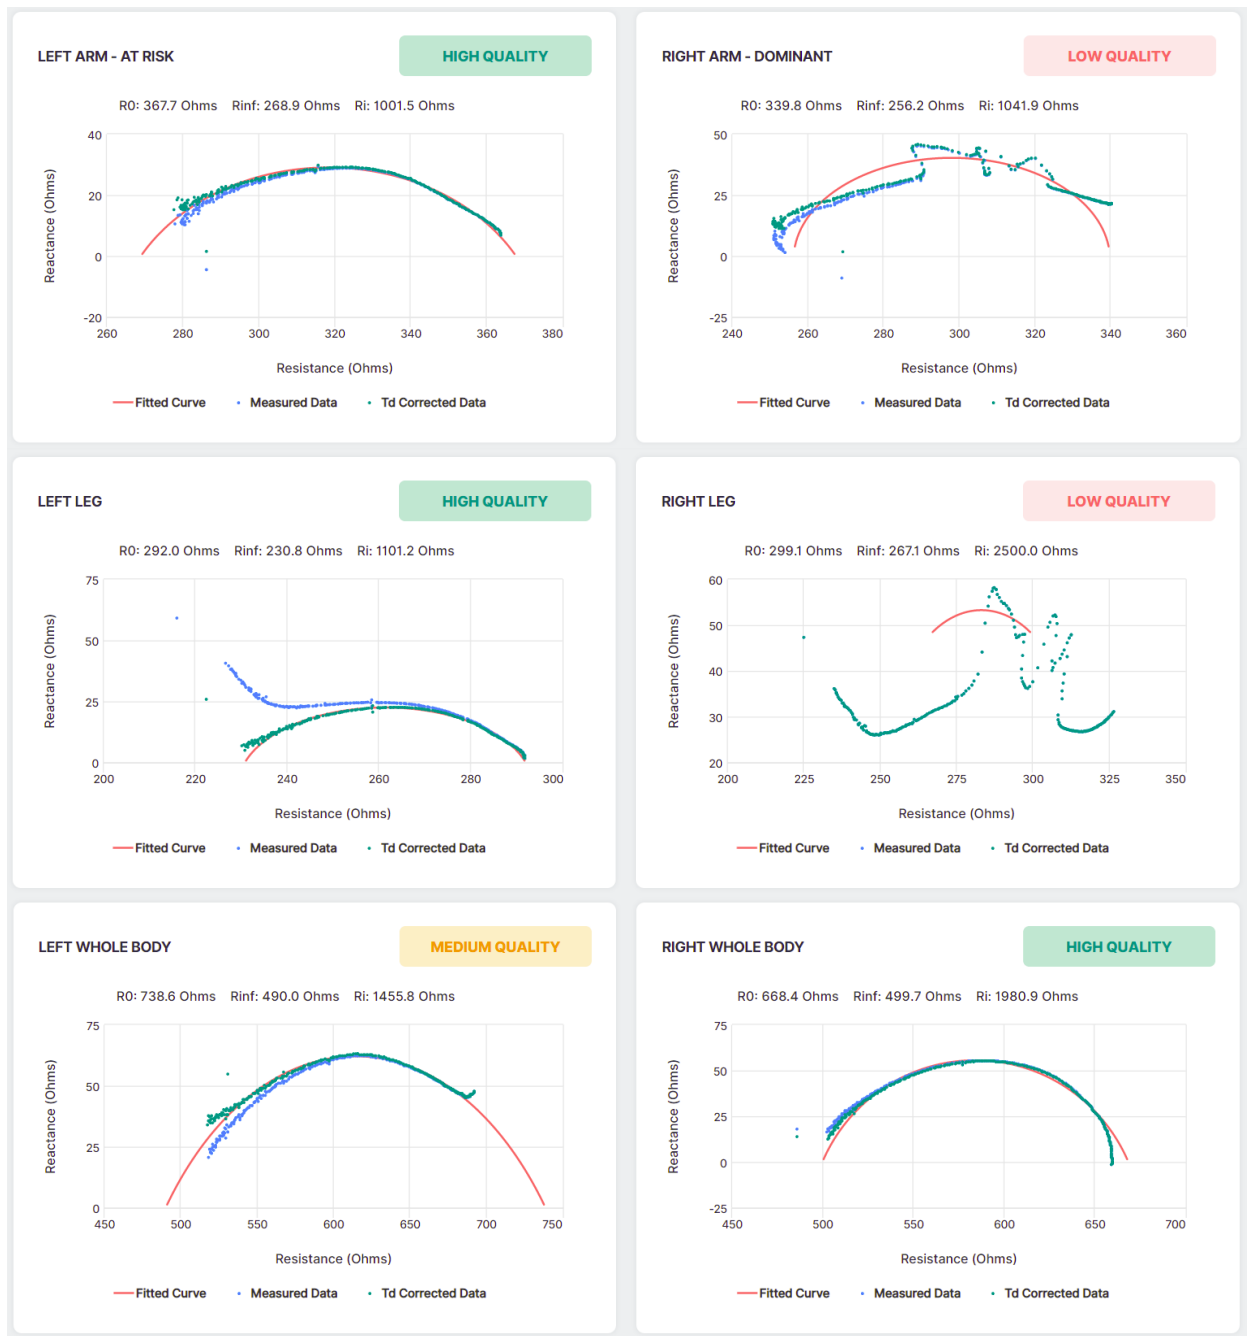 LEFT ARM - AT RISK
HIGH QUALITY
R0: 367.7 Ohms Rinf: 268.9 Ohms Ri: 1001.5 Ohms
40
20
0
-20
Reactance (Ohms)
260 280 300 320 340 360 380
Resistance (Ohms)
Fitted Curve Measured Data Td Corrected Data
RIGHT ARM - DOMINANT
LOW QUALITY
R0: 339.8 Ohms Rinf: 256.2 Ohms Ri: 1041.9 Ohms
50
25
0
-25
Reactance (Ohms)
240 260 280 300 320 340 360
Resistance (Ohms)
Fitted Curve Measured Data Td Corrected Data
LEFT LEG
HIGH QUALITY
R0: 292.0 Ohms Rinf: 230.8 Ohms Ri: 1101.2 Ohms
75
50
25
0
Reactance (Ohms)
200 220 240 260 280 300
Resistance (Ohms)
Fitted Curve Measured Data Td Corrected Data
RIGHT LEG
LOW QUALITY
R0: 299.1 Ohms Rinf: 267.1 Ohms Ri: 2500.0 Ohms
60
50
40
30
20
Reactance (Ohms)
200 225 250 275 300 325 350
Resistance (Ohms)
Fitted Curve Measured Data Td Corrected Data
LEFT WHOLE BODY
MEDIUM QUALITY
R0: 738.6 Ohms Rinf: 490.0 Ohms Ri: 1455.8 Ohms
75
50
25
0
Reactance (Ohms)
450 500 550 600 650 700 750
Resistance (Ohms)
Fitted Curve Measured Data Td Corrected Data
RIGHT WHOLE BODY
HIGH QUALITY
R0: 668.4 Ohms Rinf: 499.7 Ohms Ri: 1980.9 Ohms
75
50
25
0
-25
Reactance (Ohms)
450 500 550 600 650 700
Resistance (Ohms)
Fitted Curve Measured Data Td Corrected Data